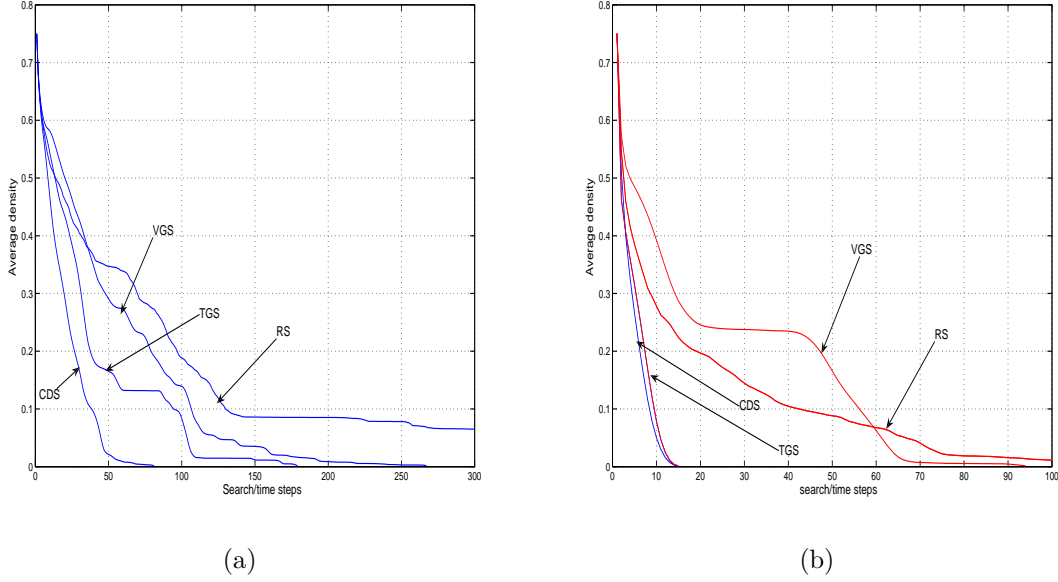 0.8
0.7
0.6
0.5
0.4
0.3
0.2
0.1
0
0
50
100
150
200
250
300
Average density
Search/time steps
VGS
TGS
RS
CDS
(a)
0.8
0.7
0.6
0.5
0.4
0.3
0.2
0.1
0
0
10
20
30
40
50
60
70
80
90
100
Average density
search/time steps
VGS
RS
CDS
TGS
(b)